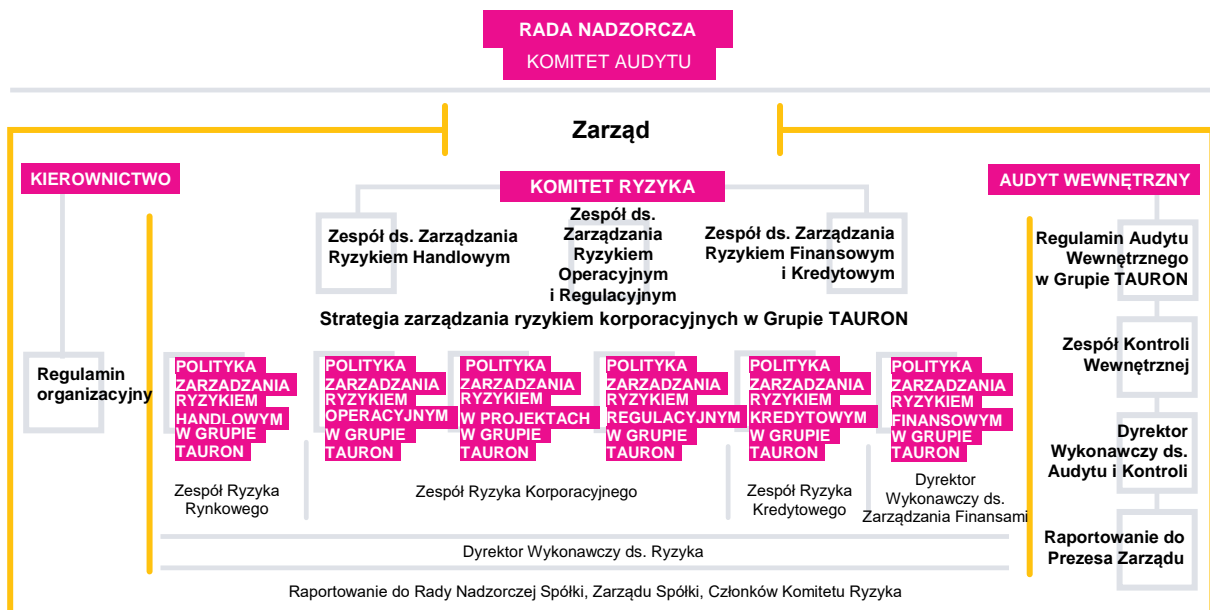 RADA NADZORCZA
KOMITET AUDYTU
Zarząd
KIEROWNICTWO
KOMITET RYZYKA
AUDYT WEWNĘTRZNY
Zespół ds. Zarządzania
Ryzykiem Handlowym
Zespół ds.
Zarządzania
Ryzykiem
Operacyjnym
i Regulacyjnym
Zespół ds. Zarządzania
Ryzykiem Finansowym
i Kredytowym
Regulamin Audytu
Wewnętrznego
w Grupie TAURON
Strategia zarządzania ryzykiem korporacyjnych w Grupie TAURON
Regulamin
organizacyjny
POLITYKA
ZARZADZANIA
RYZYKIEM
HANDLOWYM
W GRUPIE
TAURON
POLITYKA
ZARZADZANIA
RYZYKIEM
OPERACYJNYM
W GRUPIE
TAURON
POLITYKA
ZARZADZANIA
RYZYKIEM
W PROJEKTACH
W GRUPIE
TAURON
POLITYKA
ZARZADZANIA
RYZYKIEM
REGULACYJNYM
W GRUPIE
TAURON
POLITYKA
ZARZADZANIA
RYZYKIEM
KREDYTOWYM
W GRUPIE
TAURON
POLITYKA
ZARZADZANIA
RYZYKIEM
FINANSOWYM
W GRUPIE
TAURON
Zespół Kontroli
Wewnętrznej
Dyrektor
Wykonawczy ds.
Audytu i Kontroli
Zespół Ryzyka
Rynkowego
Zespół Ryzyka Korporacyjnego
Zespół Ryzyka
Kredytowego
Dyrektor
Wykonawczy ds.
Zarządzania Finansami
Raportowanie do
Prezesa Zarządu
Dyrektor Wykonawczy ds. Ryzyka
Raportowanie do Rady Nadzorczej Spółki, Zarządu Spółki, Członków Komitetu Ryzyka